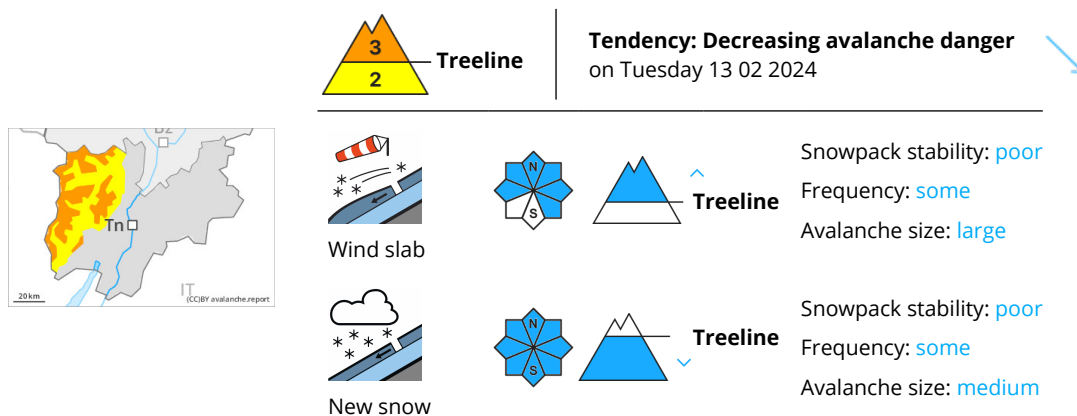 3
2
Treeline
Tendency: Decreasing avalanche danger
on Tuesday 13 02 2024
Bz
Tn
IT
20 km
(CC)BY avalanche.report
Wind slab
N
S
Treeline
Snowpack stability: poor
Frequency: some
Avalanche size: large
New snow
N
S
Treeline
Snowpack stability: poor
Frequency: some
Avalanche size: medium